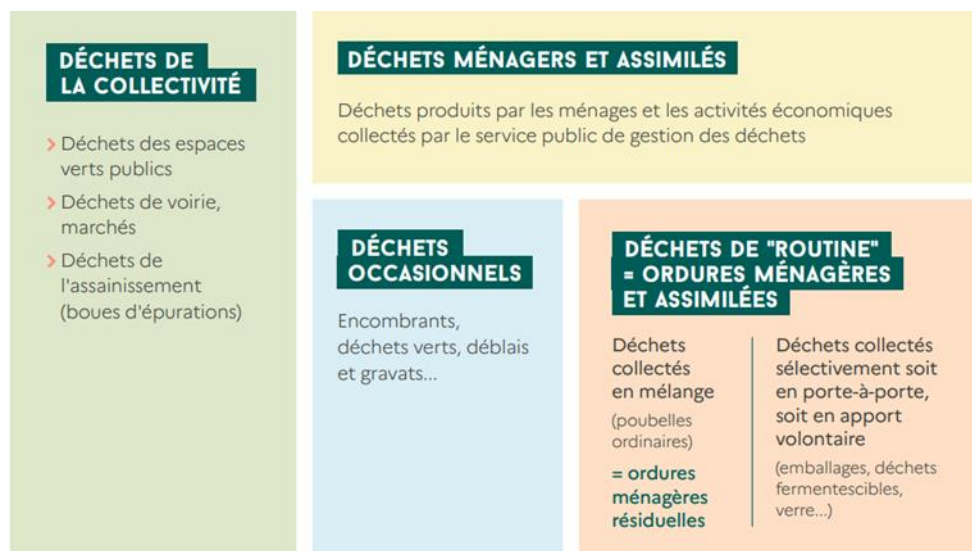 DÉCHETS DE
LA COLLECTIVITÉ
> Déchets des espaces
verts publics
> Déchets de voirie,
marchés
> Déchets de
l'assainissement
(boues d'épurations)
DÉCHETS MÉNAGERS ET ASSIMILÉS
Déchets produits par les ménages et les activités économiques
collectés par le service public de gestion des déchets
DÉCHETS
OCCASIONNELS
Encombrants,
déchets verts, déblais
et gravats...
DÉCHETS DE "ROUTINE"
= ORDURES MÉNAGÈRES
ET ASSIMILÉES
Déchets
collectés
en mélange
(poubelles
ordinaires)
= ordures
ménagères
résiduelles
Déchets collectés
sélectivement soit
en porte-à-porte,
soit en apport
volontaire
(emballages, déchets
fermentescibles,
verre...)